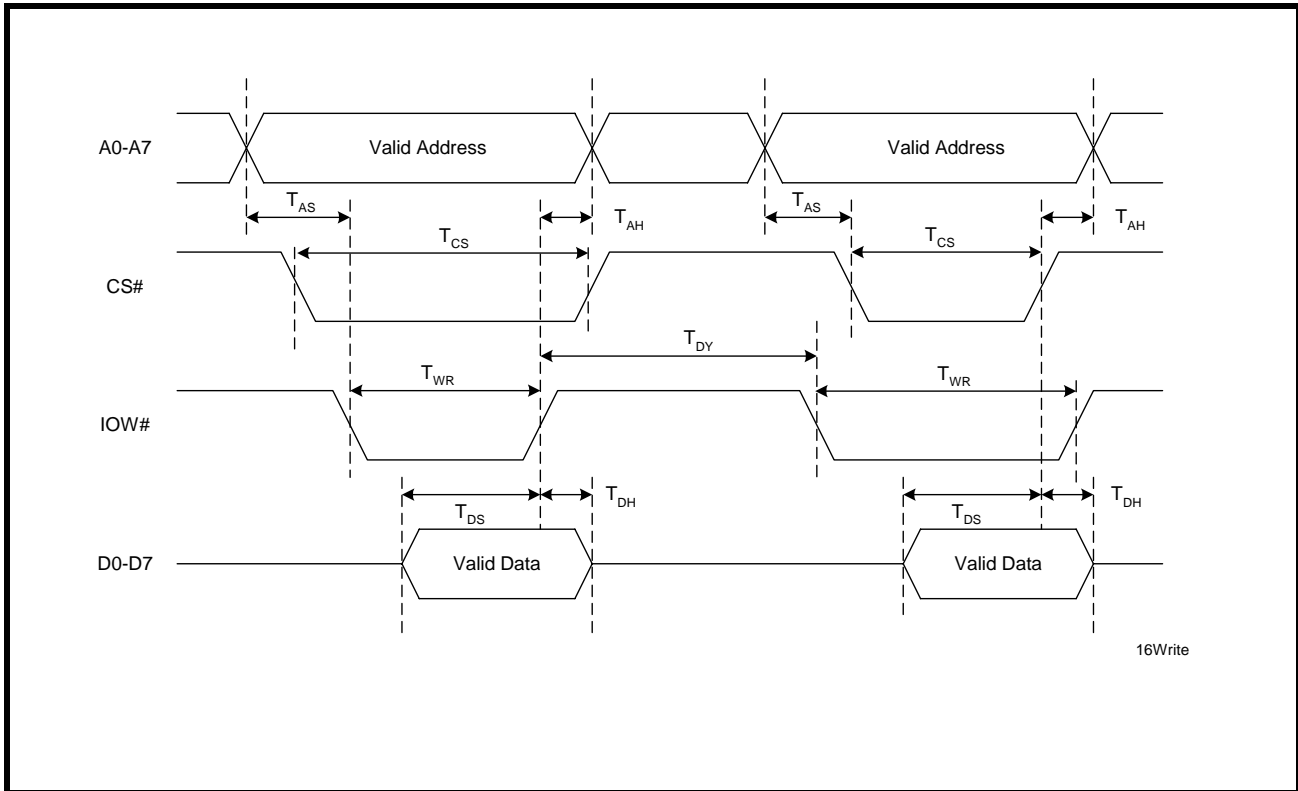 A0-A7
Valid Address
Valid Address
TAS
TAH
TAS
TAH
TCS
TCS
CS#
TDY
TWR
TWR
IOW#
TDS
TDH
TDS
TDH
D0-D7
Valid Data
Valid Data
16Write